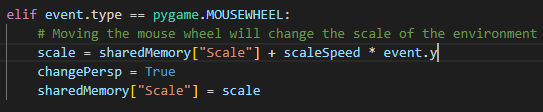 elif event.type == pygame.MOUSEWHEEL:
# Moving the mouse wheel will change the scale of the environment
scale = sharedMemory["Scale"] + scaleSpeed * event.y
changePersp = True
sharedMemory["Scale"] = scale